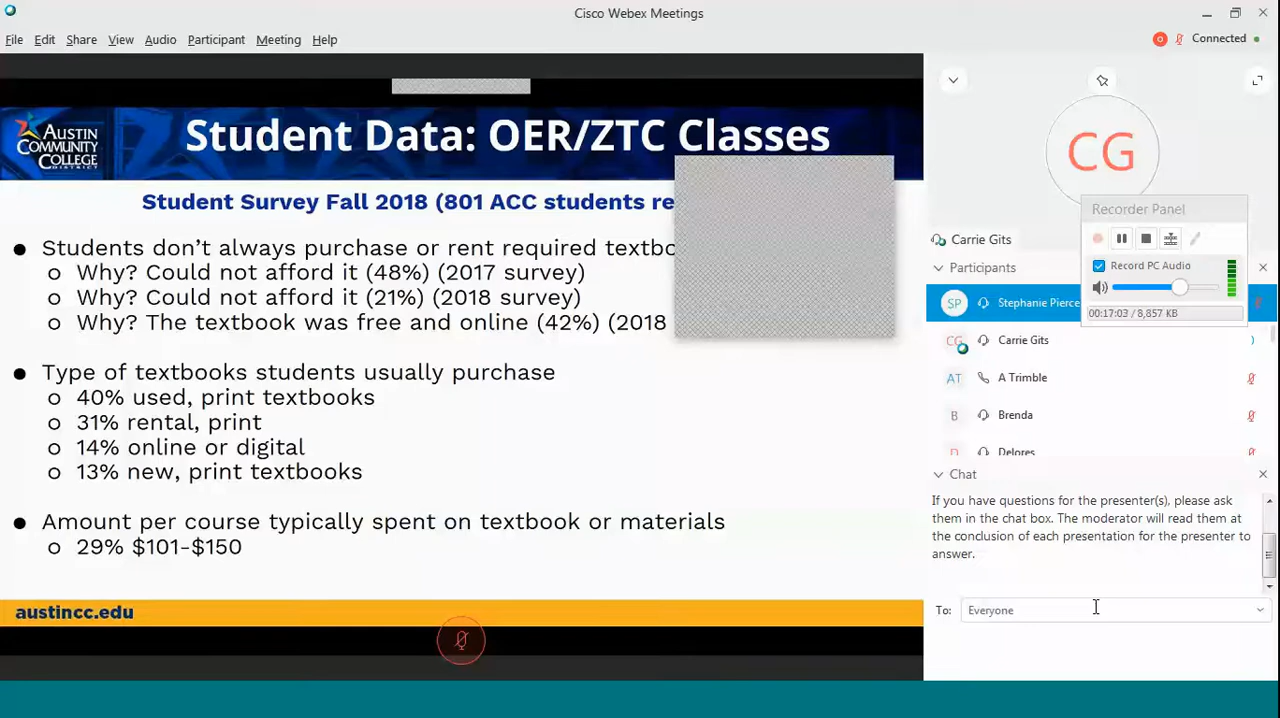 Cisco Webex Meetings
File Edit Share View Audio Participant Meeting Help
Connected
AUSTIN
COMMUNITY
COLLEGE
DISTRICT
Student Data: OER/ZTC Classes
Student Survey Fall 2018 (801 ACC students
● Students don't always purchase or rent required
o Why? Could not afford it (48%) (2017 survey)
o Why? Could not afford it (21%) (2018 survey)
o Why? The textbook was free and online (42%) (2018
● Type of textbooks students usually purchase
o 40% used, print textbooks
o 31% rental, print
o 14% online or digital
o 13% new, print textbooks
● Amount per course typically spent on textbook or materials
o 29% $101-$150
austincc.edu
CG
Carrie Gits
Recorder Panel
Record PC Audio
00:17:03 / 8,857 KB
Participants
SP Stephanie Pierce
CG Carrie Gits
AT A Trimble
B Brenda
D Delores
Chat
If you have questions for the presenter(s), please ask
them in the chat box. The moderator will read them at
the conclusion of each presentation for the presenter to
answer.
To: Everyone